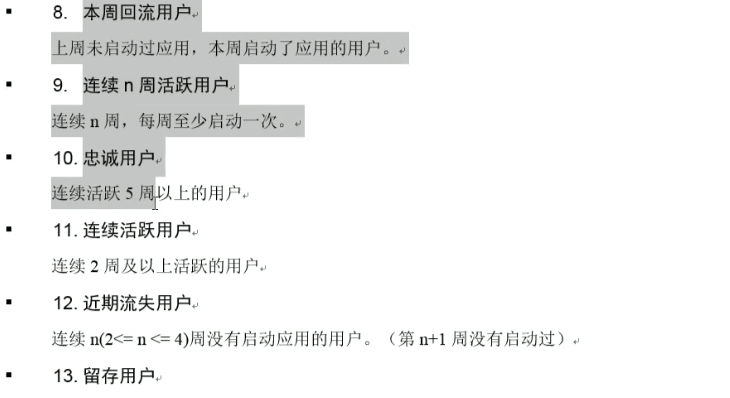 ▪ 8. 本周回流用户
上周未启动过应用，本周启动了应用的用户。
▪ 9. 连续 n 周活跃用户
连续 n 周，每周至少启动一次。
▪ 10. 忠诚用户
连续活跃 5 周以上的用户
▪ 11. 连续活跃用户
连续 2 周及以上活跃的用户
▪ 12. 近期流失用户
连续 n(2<= n <= 4)周没有启动应用的用户。（第 n+1 周没有启动过）
▪ 13. 留存用户